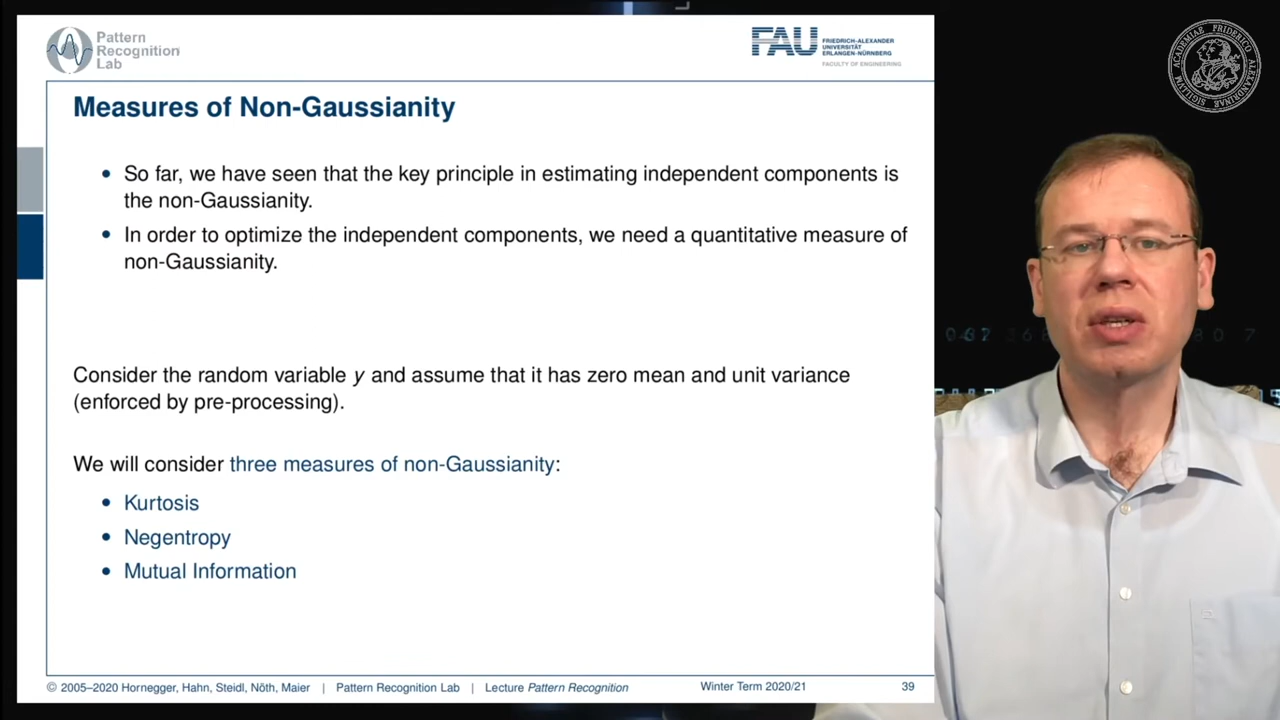 Pattern
Recognition
Lab
FAU
FRIEDRICH-ALEXANDER
UNIVERSITÄT
ERLANGEN-NÜRNBERG
FACULTY OF ENGINEERING
Measures of Non-Gaussianity
• So far, we have seen that the key principle in estimating independent components is
the non-Gaussianity.
• In order to optimize the independent components, we need a quantitative measure of
non-Gaussianity.
Consider the random variable y and assume that it has zero mean and unit variance
(enforced by pre-processing).
We will consider three measures of non-Gaussianity:
• Kurtosis
• Negentropy
• Mutual Information
© 2005–2020 Hornegger, Hahn, Steidl, Nöth, Maier | Pattern Recognition Lab | Lecture Pattern Recognition Winter Term 2020/21 39